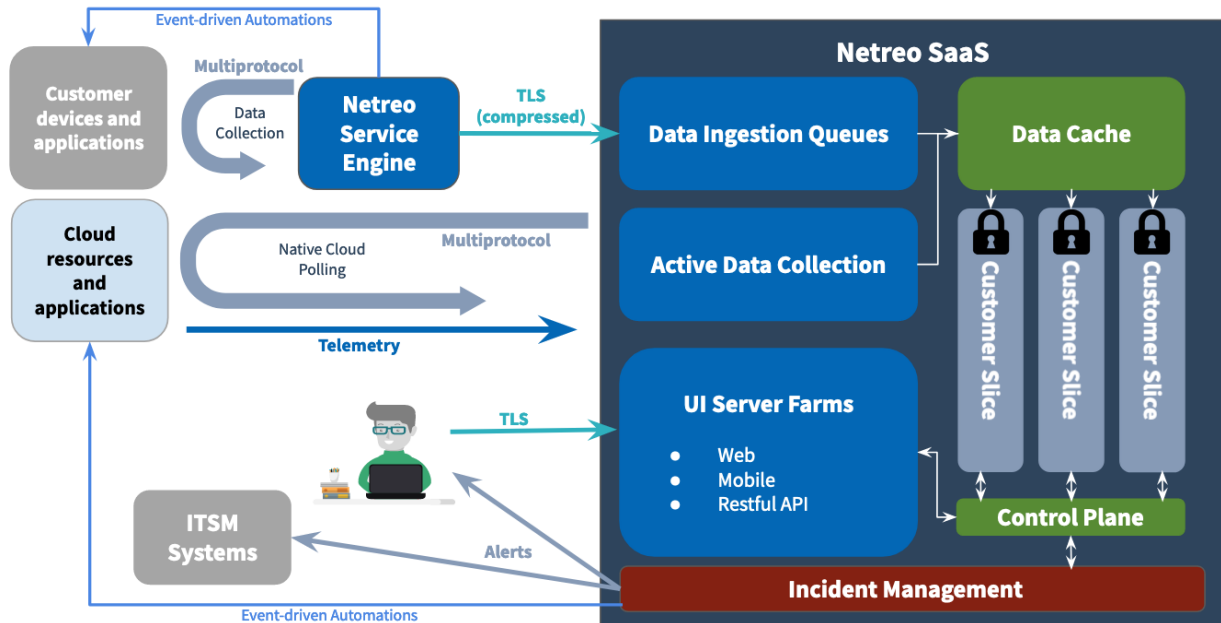 Event-driven Automations
Netreo SaaS
Customer
devices and
applications
Multiprotocol
Data
Collection
Netreo
Service
Engine
TLS
(compressed)
Data Ingestion Queues
Data Cache
Cloud
resources
and
applications
Multiprotocol
Native Cloud
Polling
Active Data Collection
Customer Slice
Customer Slice
Customer Slice
Telemetry
TLS
UI Server Farms
● Web
● Mobile
● Restful API
ITSM
Systems
Alerts
Control Plane
Incident Management
Event-driven Automations